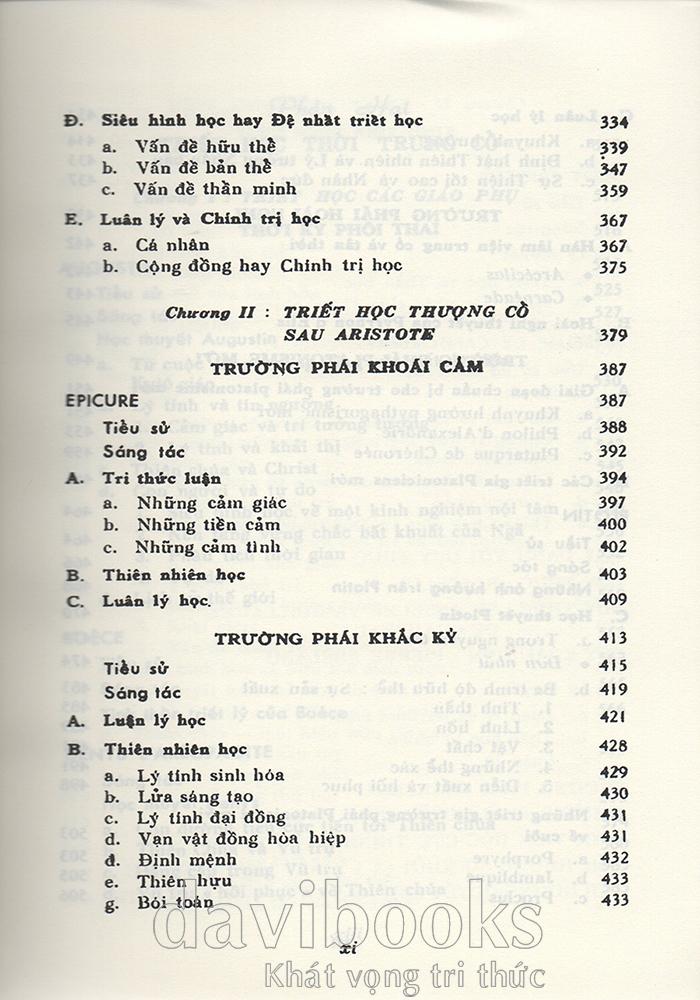 Đ. Siêu hình học hay Đệ nhất triết học 334
a. Vấn đề hữu thể 339
b. Vấn đề bản thể 347
c. Vấn đề thần minh 359
E. Luân lý và Chính trị học 367
a. Cá nhân 367
b. Cộng đồng hay Chính trị học 375
Chương II : TRIẾT HỌC THƯỢNG CỔ
SAU ARISTOTE 379
TRƯỜNG PHÁI KHOÁI CẢM 387
EPICURE 387
Tiểu sử 388
Sáng tác 392
A. Tri thức luận 394
a. Những cảm giác 397
b. Những tiền cảm 400
c. Những cảm tình 402
B. Thiên nhiên học 403
C. Luân lý học. 409
TRƯỜNG PHÁI KHẮC KỶ 413
Tiểu sử 415
Sáng tác 419
A. Luận lý học 421
B. Thiên nhiên học 428
a. Lý tính sinh hóa 429
b. Lửa sáng tạo 430
c. Lý tính đại đồng 431
d. Vạn vật đồng hòa hiệp 431
đ. Định mệnh 432
e. Thiên hựu 433
g. Bói toán 433
davibooks
xi
Khát vọng tri thức